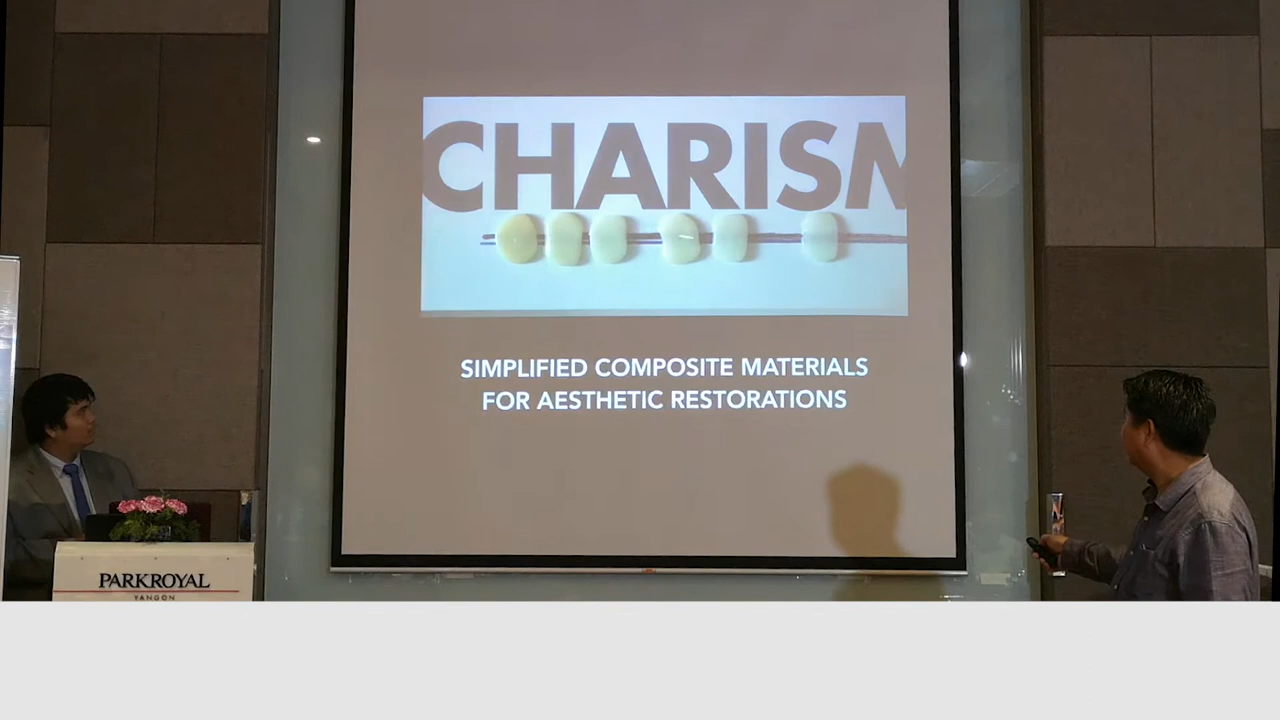 CHARISM
SIMPLIFIED COMPOSITE MATERIALS
FOR AESTHETIC RESTORATIONS
PARKROYAL
YANGON